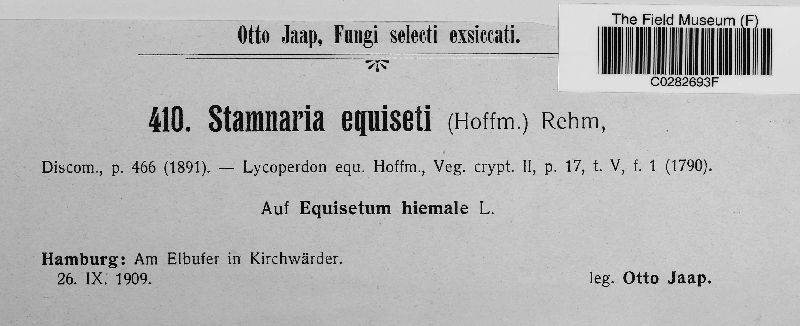 Otto Jaap, Fungi selecti exsiccati.
The Field Museum (F)
C0282693F
410. Stamnaria equiseti (Hoffm.) Rehm,
Discom., p. 466 (1891). — Lycoperdon equ. Hoffm., Veg. crypt. II, p. 17, t. V, f. 1 (1790).
Auf Equisetum hiemale L.
Hamburg: Am Elbufer in Kirchwärder.
26. IX. 1909.
leg. Otto Jaap.